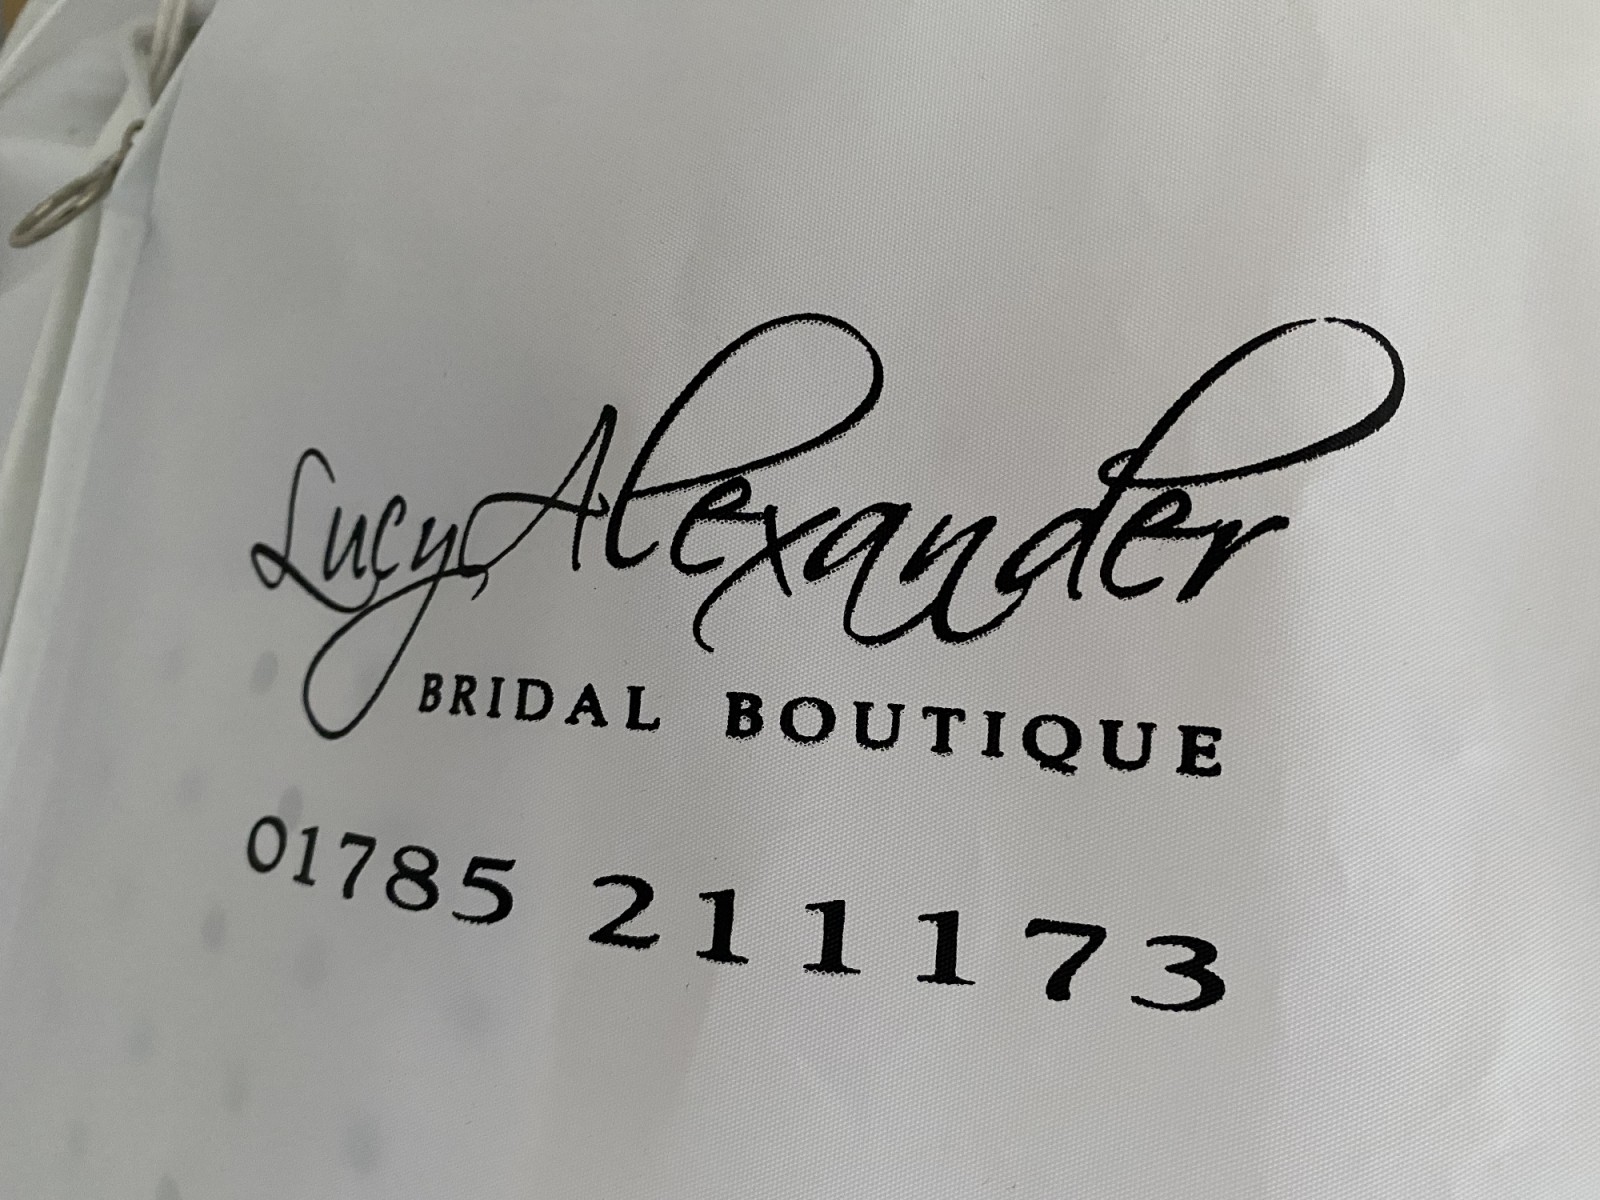 Lucy Alexander
BRIDAL BOUTIQUE
01785 211173